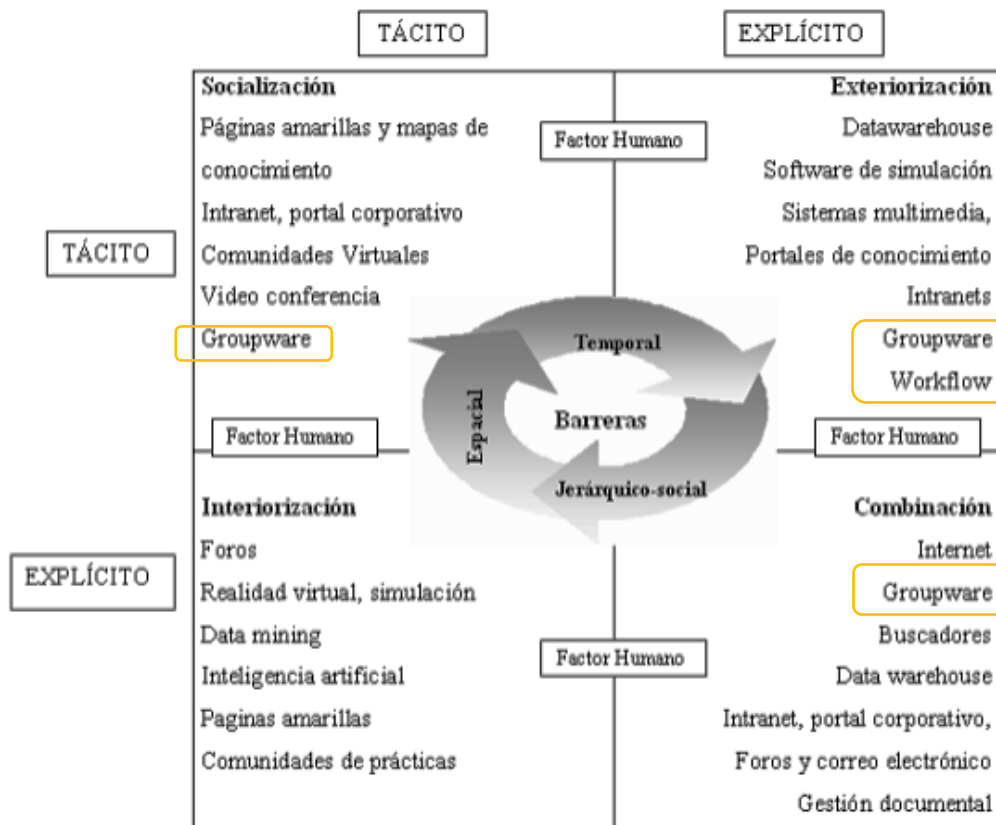 TÁCITO
EXPLÍCITO
TÁCITO
Socialización
Páginas amarillas y mapas de
conocimiento
Intranet, portal corporativo
Comunidades Virtuales
Video conferencia
Groupware
Factor Humano
Exteriorización
Datawarehouse
Software de simulación
Sistemas multimedia,
Portales de conocimiento
Intranets
Groupware
Workflow
Temporal
Espacial
Barreras
Jerárquico-social
Factor Humano
Factor Humano
EXPLÍCITO
Interiorización
Foros
Realidad virtual, simulación
Data mining
Inteligencia artificial
Paginas amarillas
Comunidades de prácticas
Factor Humano
Combinación
Internet
Groupware
Buscadores
Data warehouse
Intranet, portal corporativo,
Foros y correo electrónico
Gestión documental